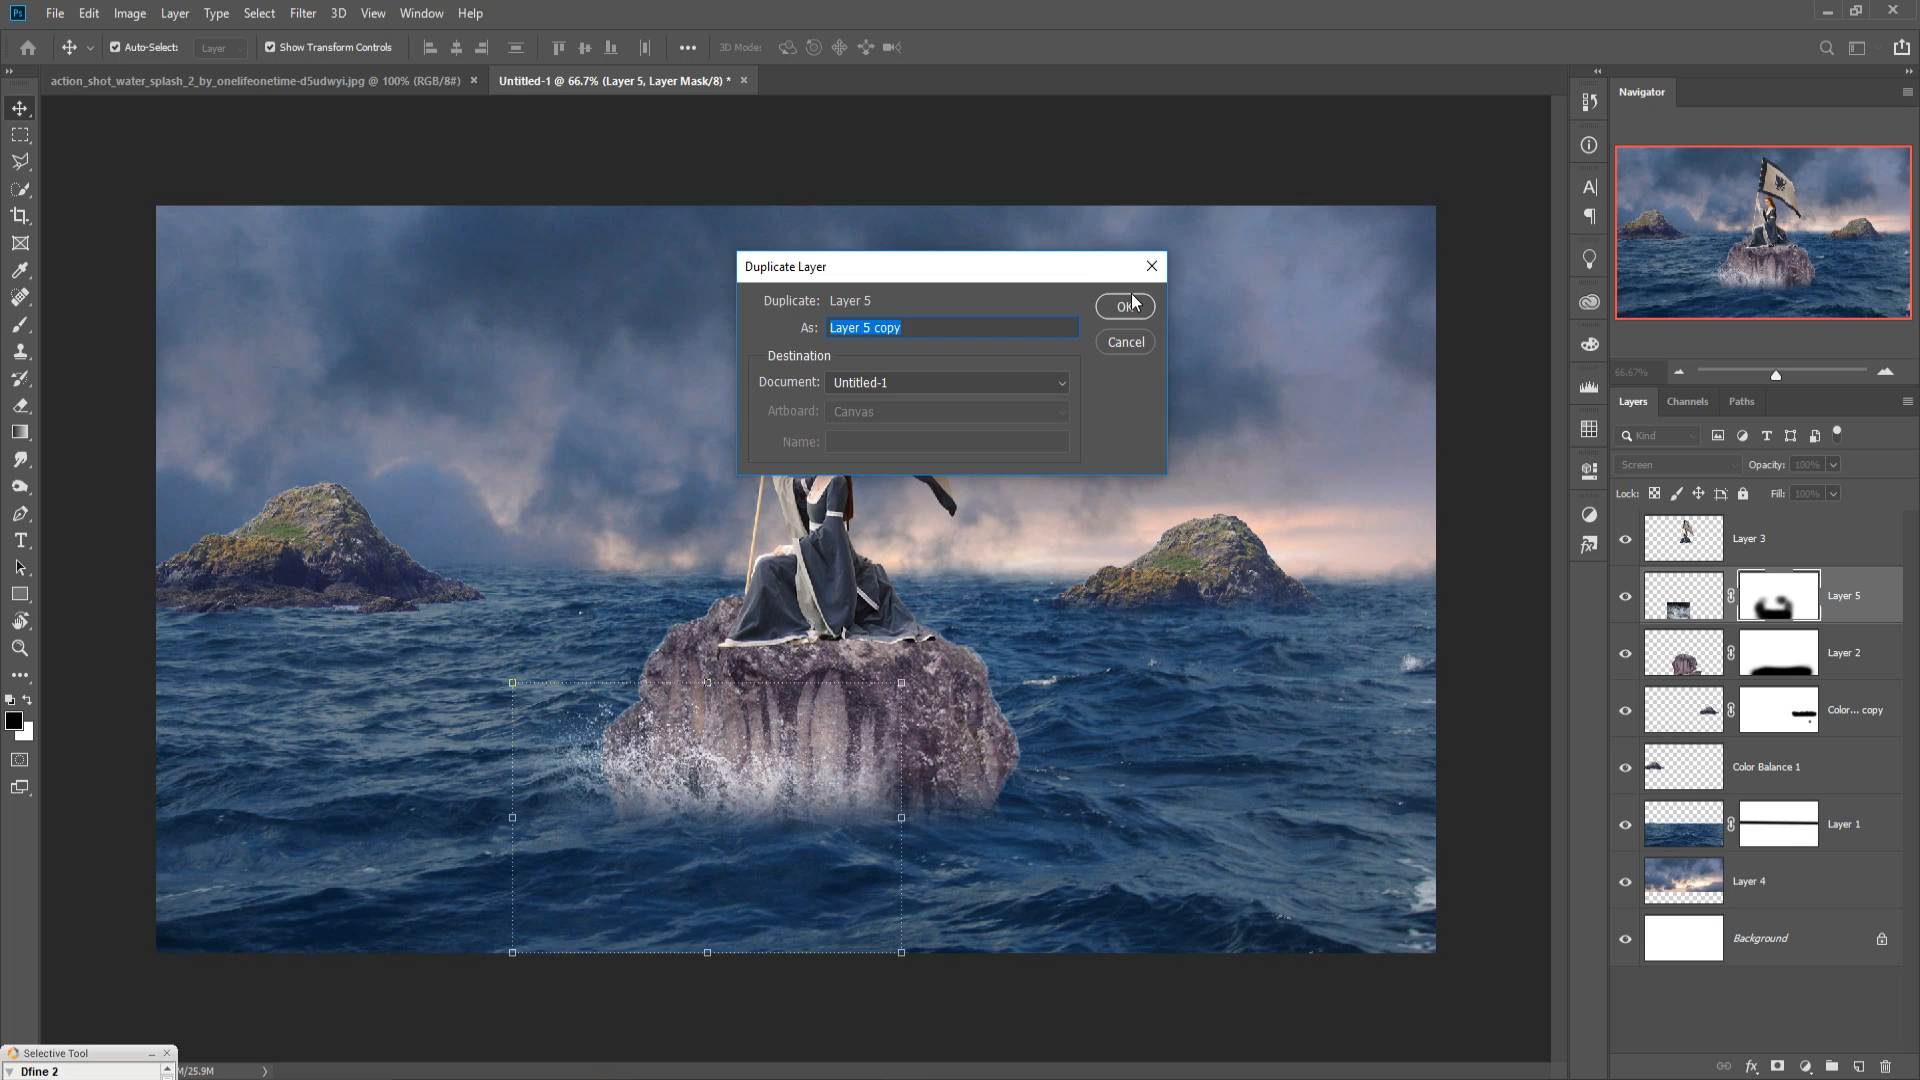 Ps File Edit Image Layer Type Select Filter 3D View Window Help
Auto-Select: Layer Show Transform Controls 3D Mode:
action_shot_water_splash_2_by_onelifeonetime-d5udwyi.jpg @ 100% (RGB/8#) × Untitled-1 @ 66.7% (Layer 5, Layer Mask/8) * ×
Navigator
Duplicate Layer
Duplicate: Layer 5
OK
As: Layer 5 copy
Cancel
Destination
Document: Untitled-1
Artboard: Canvas
Name:
66.67%
Layers Channels Paths
Kind
Screen Opacity: 100%
Lock: Fill: 100%
Layer 3
Layer 5
Layer 2
Color... copy
Color Balance 1
Layer 1
Layer 4
Background
Selective Tool
Dfine 2
M/25.9M